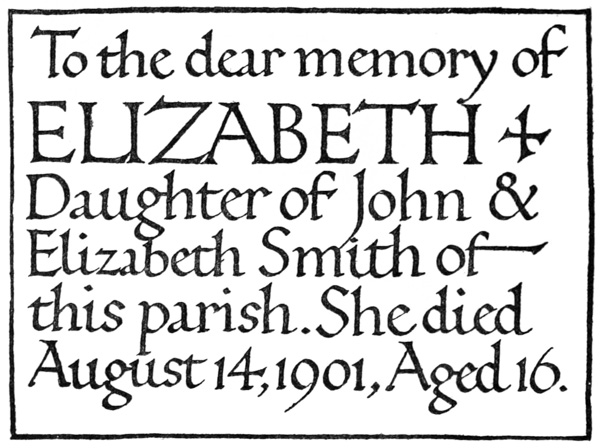 To the dear memory of
ELIZABETH +
Daughter of John &
Elizabeth Smith of—
this parish. She died
August 14, 1901, Aged 16.